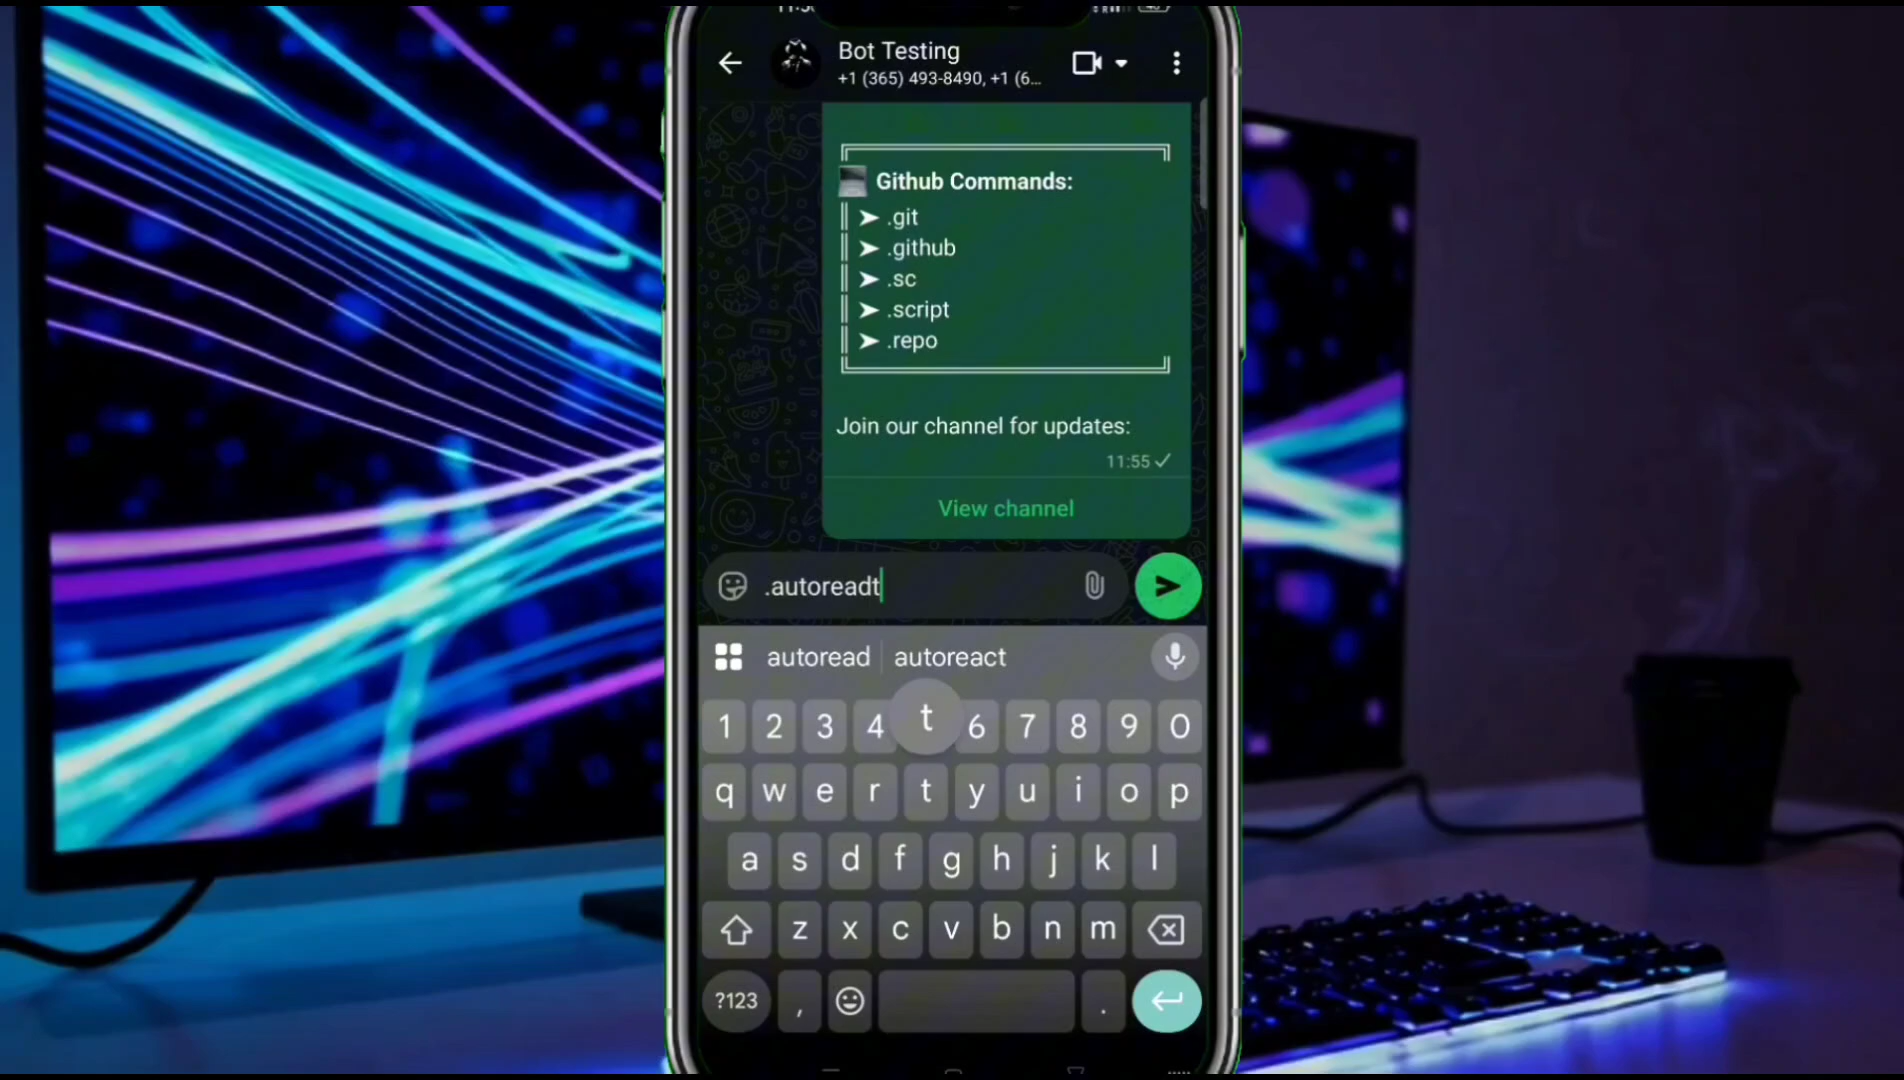 Bot Testing
+1 (365) 493-8490, +1 (6...
Github Commands:
➤ .git
➤ .github
➤ .sc
➤ .script
➤ .repo
Join our channel for updates:
11:55
View channel
.autoreadt
autoread autoreact
1 2 3 4 t 6 7 8 9 0
q w e r t y u i o p
a s d f g h j k l
z x c v b n m
?123 , .